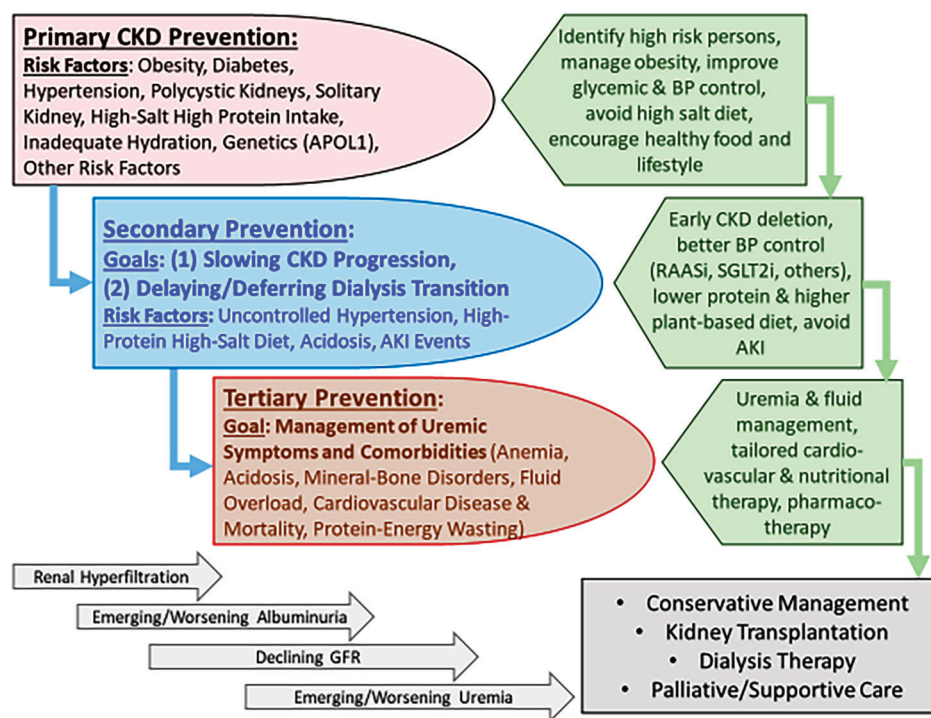 Primary CKD Prevention:
Risk Factors: Obesity, Diabetes,
Hypertension, Polycystic Kidneys, Solitary
Kidney, High-Salt High Protein Intake,
Inadequate Hydration, Genetics (APOL1),
Other Risk Factors
Identify high risk persons,
manage obesity, improve
glycemic & BP control,
avoid high salt diet,
encourage healthy food and
lifestyle
Secondary Prevention:
Goals: (1) Slowing CKD Progression,
(2) Delaying/Deferring Dialysis Transition
Risk Factors: Uncontrolled Hypertension, High-
Protein High-Salt Diet, Acidosis, AKI Events
Early CKD deletion,
better BP control
(RAASi, SGLT2i, others),
lower protein & higher
plant-based diet, avoid
AKI
Tertiary Prevention:
Goal: Management of Uremic
Symptoms and Comorbidities (Anemia,
Acidosis, Mineral-Bone Disorders, Fluid
Overload, Cardiovascular Disease &
Mortality, Protein-Energy Wasting)
Uremia & fluid
management,
tailored cardio-
vascular &
nutritional
therapy, pharmaco-
therapy
Renal Hyperfiltration
Emerging/Worsening Albuminuria
Declining GFR
Emerging/Worsening Uremia
• Conservative Management
• Kidney Transplantation
• Dialysis Therapy
• Palliative/Supportive Care